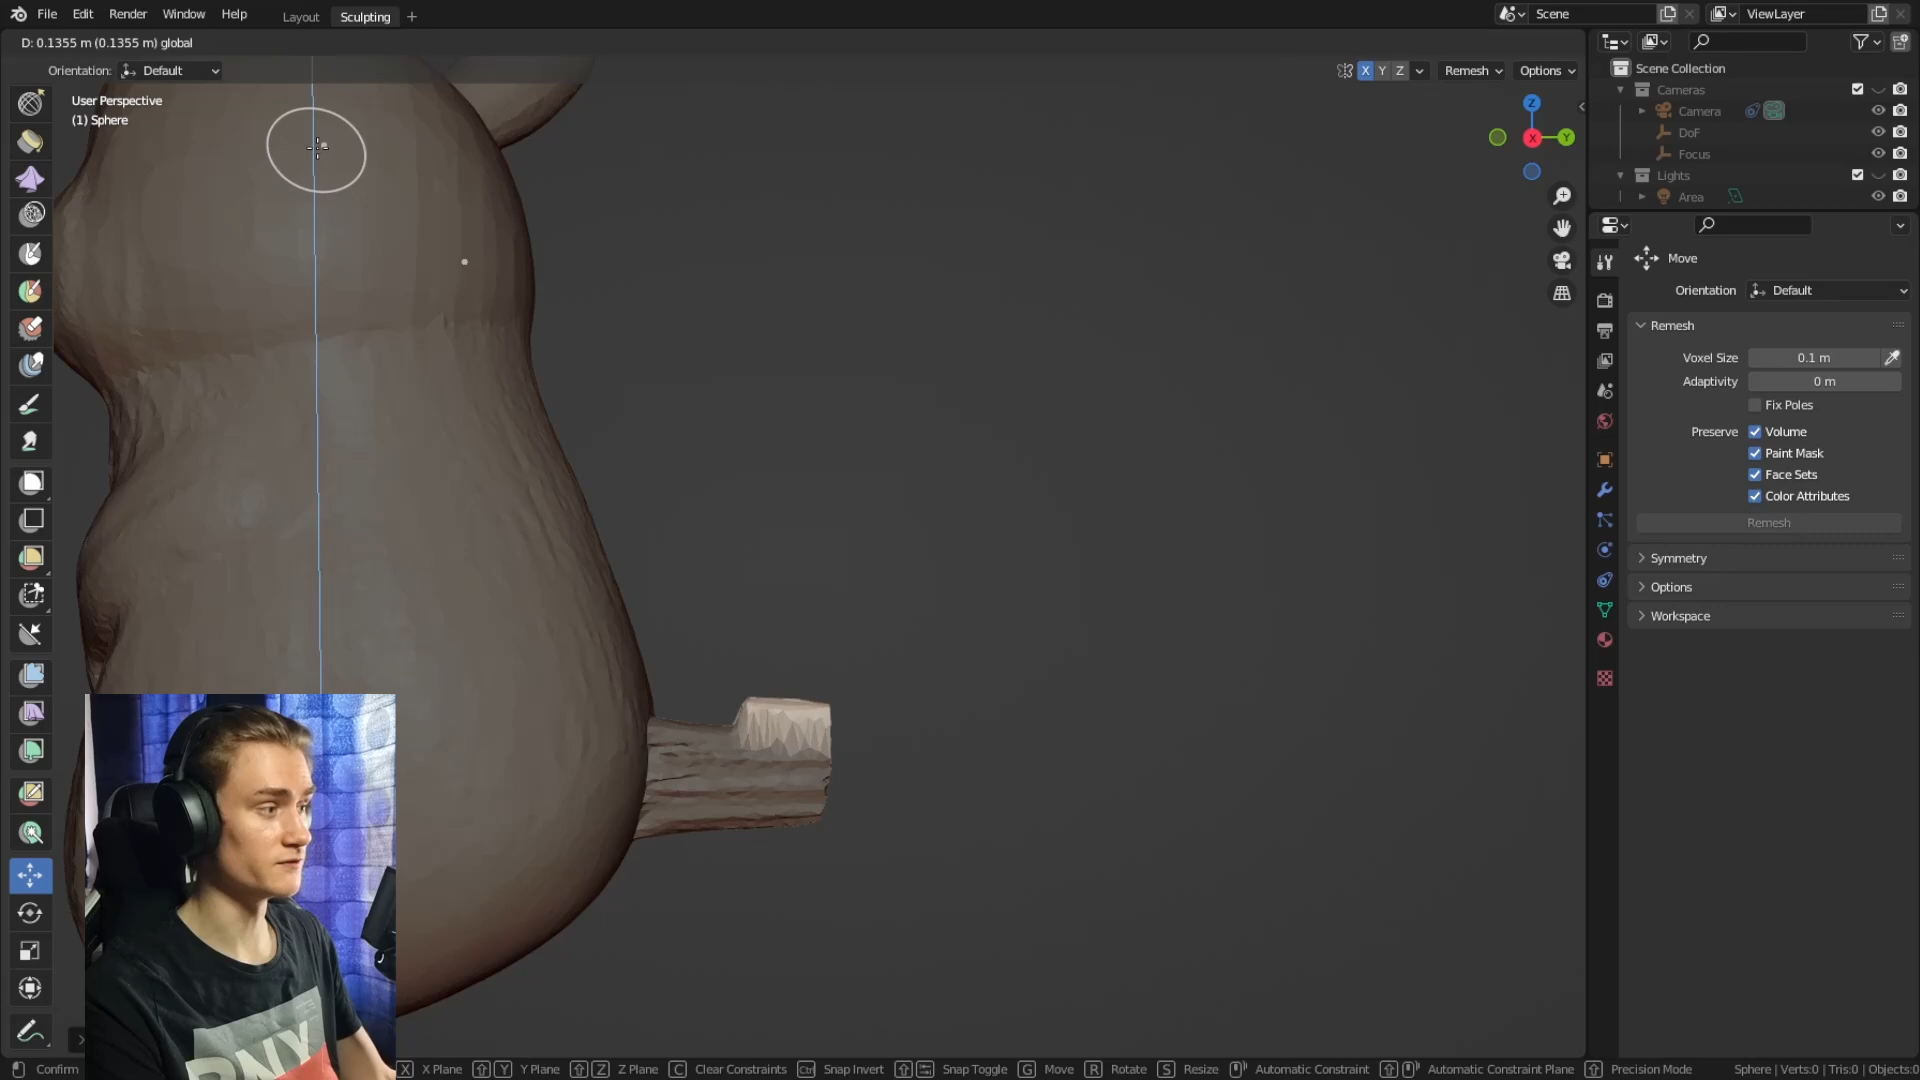 File Edit Render Window Help Layout Sculpting + Scene ViewLayer
D: 0.1355 m (0.1355 m) global
Orientation: Default X Y Z Remesh Options
User Perspective
(1) Sphere
Z
X Y
Scene Collection
Cameras
Camera
DoF
Focus
Lights
Area
Move
Orientation Default
Remesh
Voxel Size 0.1 m
Adaptivity 0 m
Fix Poles
Preserve Volume
Paint Mask
Face Sets
Color Attributes
Remesh
Symmetry
Options
Workspace
Confirm X X Plane Y Y Plane Z Z Plane C Clear Constraints Ctrl Snap Invert Snap Toggle G Move R Rotate S Resize Automatic Constraint Automatic Constraint Plane Precision Mode Sphere | Verts:0 | Tris:0 | Objects:0